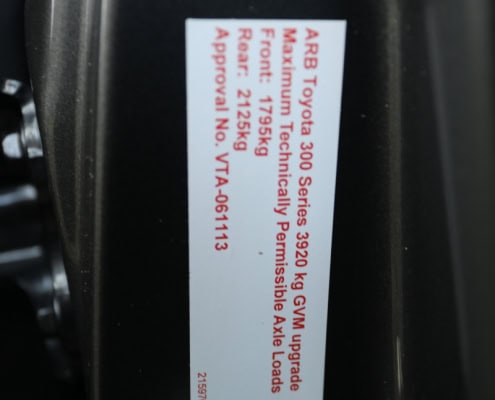 ARB Toyota 300 Series 3920 kg GVM upgrade
Maximum Technically Permissible Axle Loads
Front: 1795kg
Rear: 2125kg
Approval No. VTA-061113